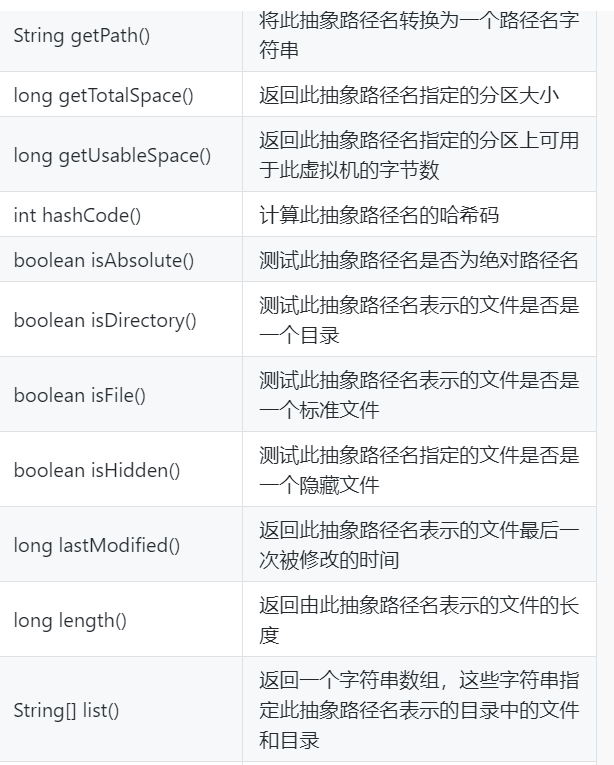 String getPath()
将此抽象路径名转换为一个路径名字
符串
long getTotalSpace()
返回此抽象路径名指定的分区大小
long getUsableSpace()
返回此抽象路径名指定的分区上可用
于此虚拟机的字节数
int hashCode()
计算此抽象路径名的哈希码
boolean isAbsolute()
测试此抽象路径名是否为绝对路径名
boolean isDirectory()
测试此抽象路径名表示的文件是否是
一个目录
boolean isFile()
测试此抽象路径名表示的文件是否是
一个标准文件
boolean isHidden()
测试此抽象路径名指定的文件是否是
一个隐藏文件
long lastModified()
返回此抽象路径名表示的文件最后一
次被修改的时间
long length()
返回由此抽象路径名表示的文件的长
度
String[] list()
返回一个字符串数组，这些字符串指
定此抽象路径名表示的目录中的文件
和目录